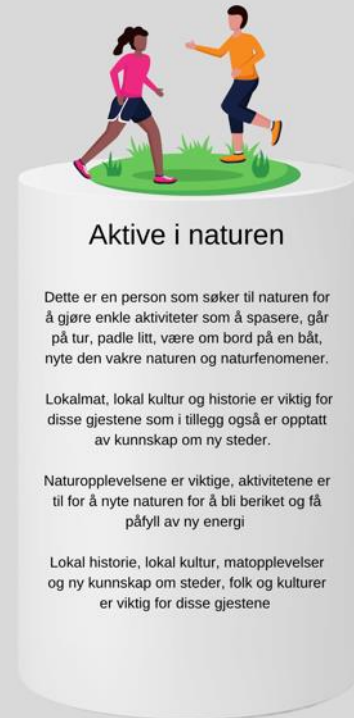 Aktive i naturen
Dette er en person som søker til naturen for
å gjøre enkle aktiviteter som å spasere, går
på tur, padle litt, være om bord på en båt,
nyte den vakre naturen og naturfenomener.
Lokalmat, lokal kultur og historie er viktig for
disse gjestene som i tillegg også er opptatt
av kunnskap om ny steder.
Naturopplevelsene er viktige, aktivitetene er
til for å nyte naturen for å bli beriket og få
påfyll av ny energi
Lokal historie, lokal kultur, matopplevelser
og ny kunnskap om steder, folk og kulturer
er viktig for disse gjestene